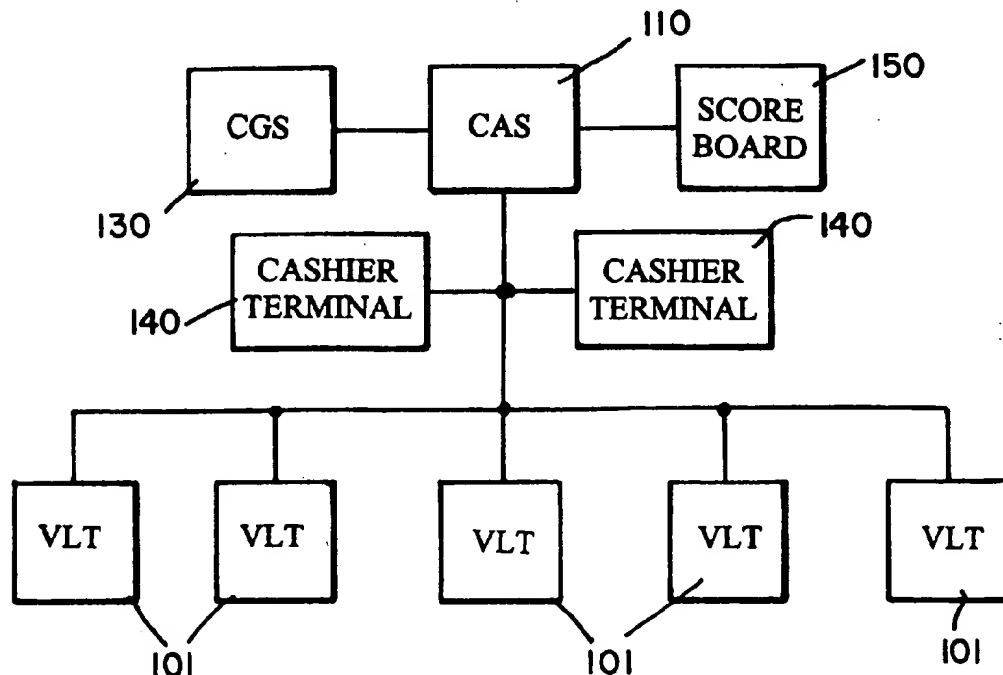 110
150
CGS
CAS
SCORE
BOARD
130
140
CASHIER
TERMINAL
CASHIER
TERMINAL
140
VLT
VLT
VLT
VLT
VLT
101
101
101